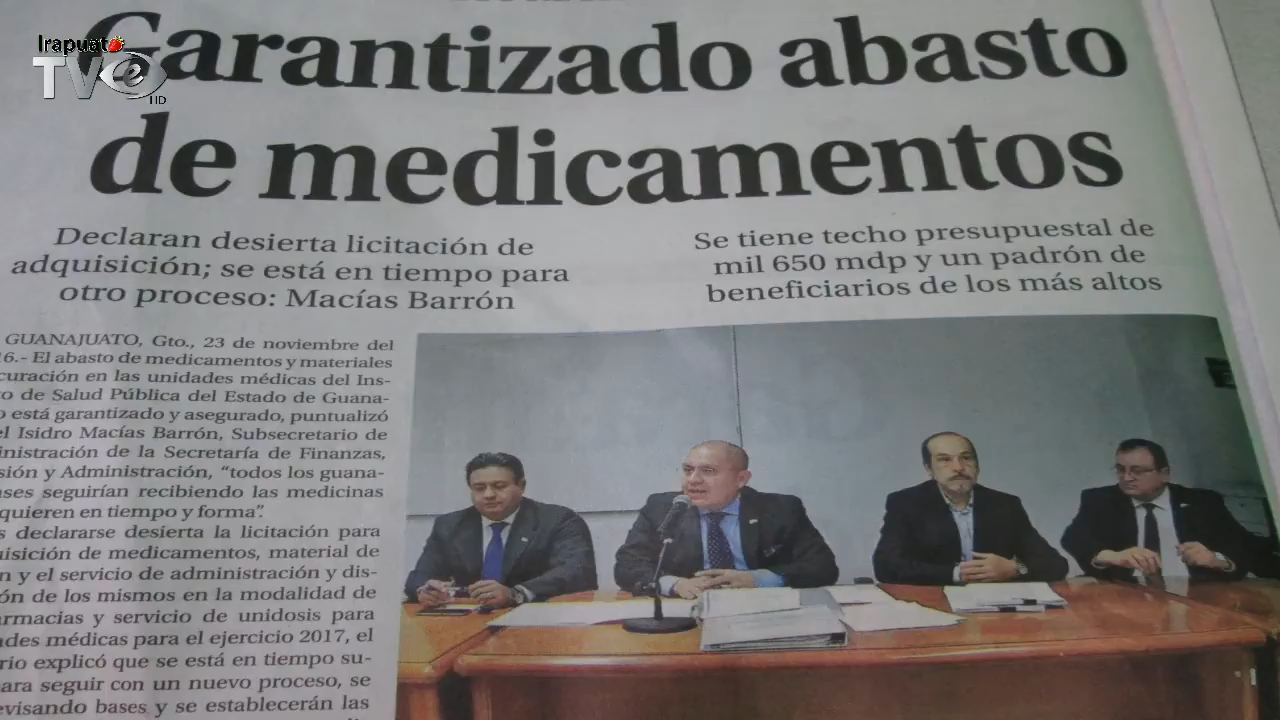 Irapuato
TVe
HD
Garantizado abasto
de medicamentos
Declaran desierta licitación de
adquisición; se está en tiempo para
otro proceso: Macías Barrón
Se tiene techo presupuestal de
mil 650 mdp y un padrón de
beneficiarios de los más altos
GUANAJUATO, Gto., 23 de noviembre del
16.- El abasto de medicamentos y materiales
curación en las unidades médicas del Ins-
o de Salud Pública del Estado de Guana-
o está garantizado y asegurado, puntualizó
el Isidro Macías Barrón, Subsecretario de
inistración de la Secretaría de Finanzas,
sión y Administración, “todos los guana-
ases seguirían recibiendo las medicinas
quieren en tiempo y forma”.
s declararse desierta la licitación para
uisición de medicamentos, material de
n y el servicio de administración y dis-
ón de los mismos en la modalidad de
armacias y servicio de unidosis para
ades médicas para el ejercicio 2017, el
rio explicó que se está en tiempo su-
ara seguir con un nuevo proceso, se
evisando bases y se establecerán las